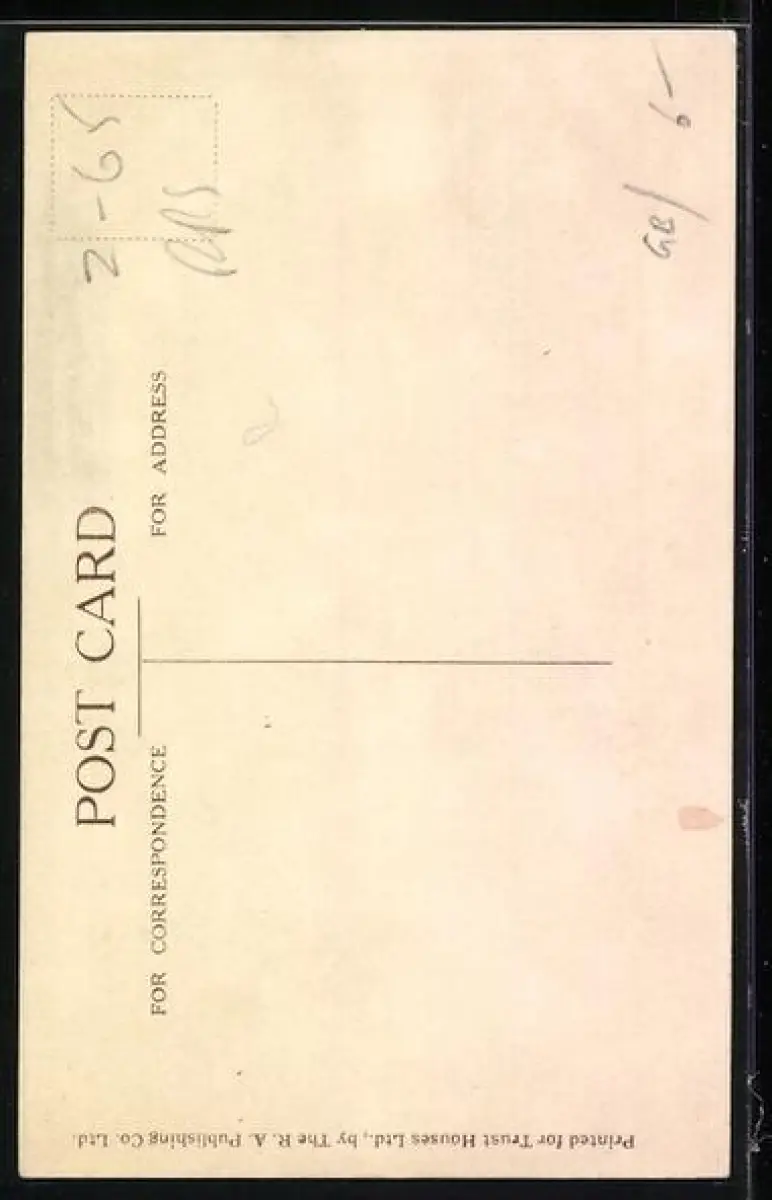 POST CARD
FOR CORRESPONDENCE
FOR ADDRESS
Printed for Trust Houses Ltd., by The R. A. Publishing Co. Ltd.
2-65
GB/ 6-